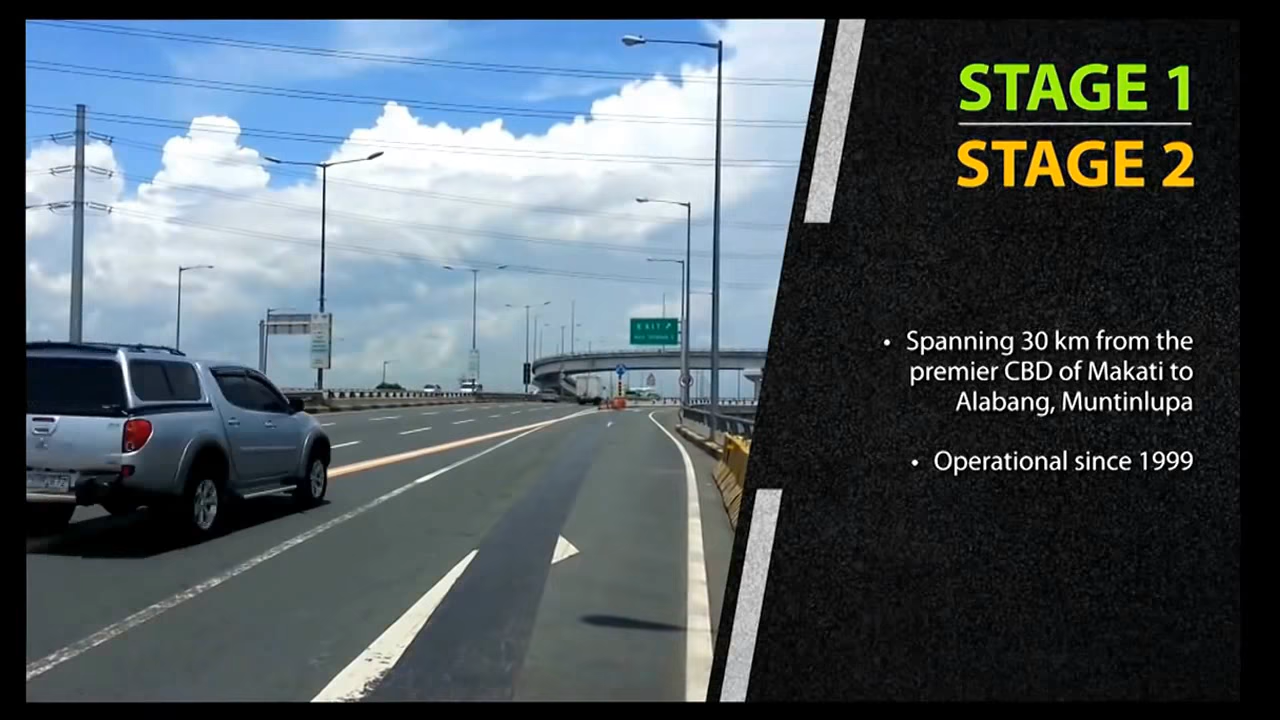 STAGE 1
STAGE 2
• Spanning 30 km from the
premier CBD of Makati to
Alabang, Muntinlupa
• Operational since 1999
EXIT